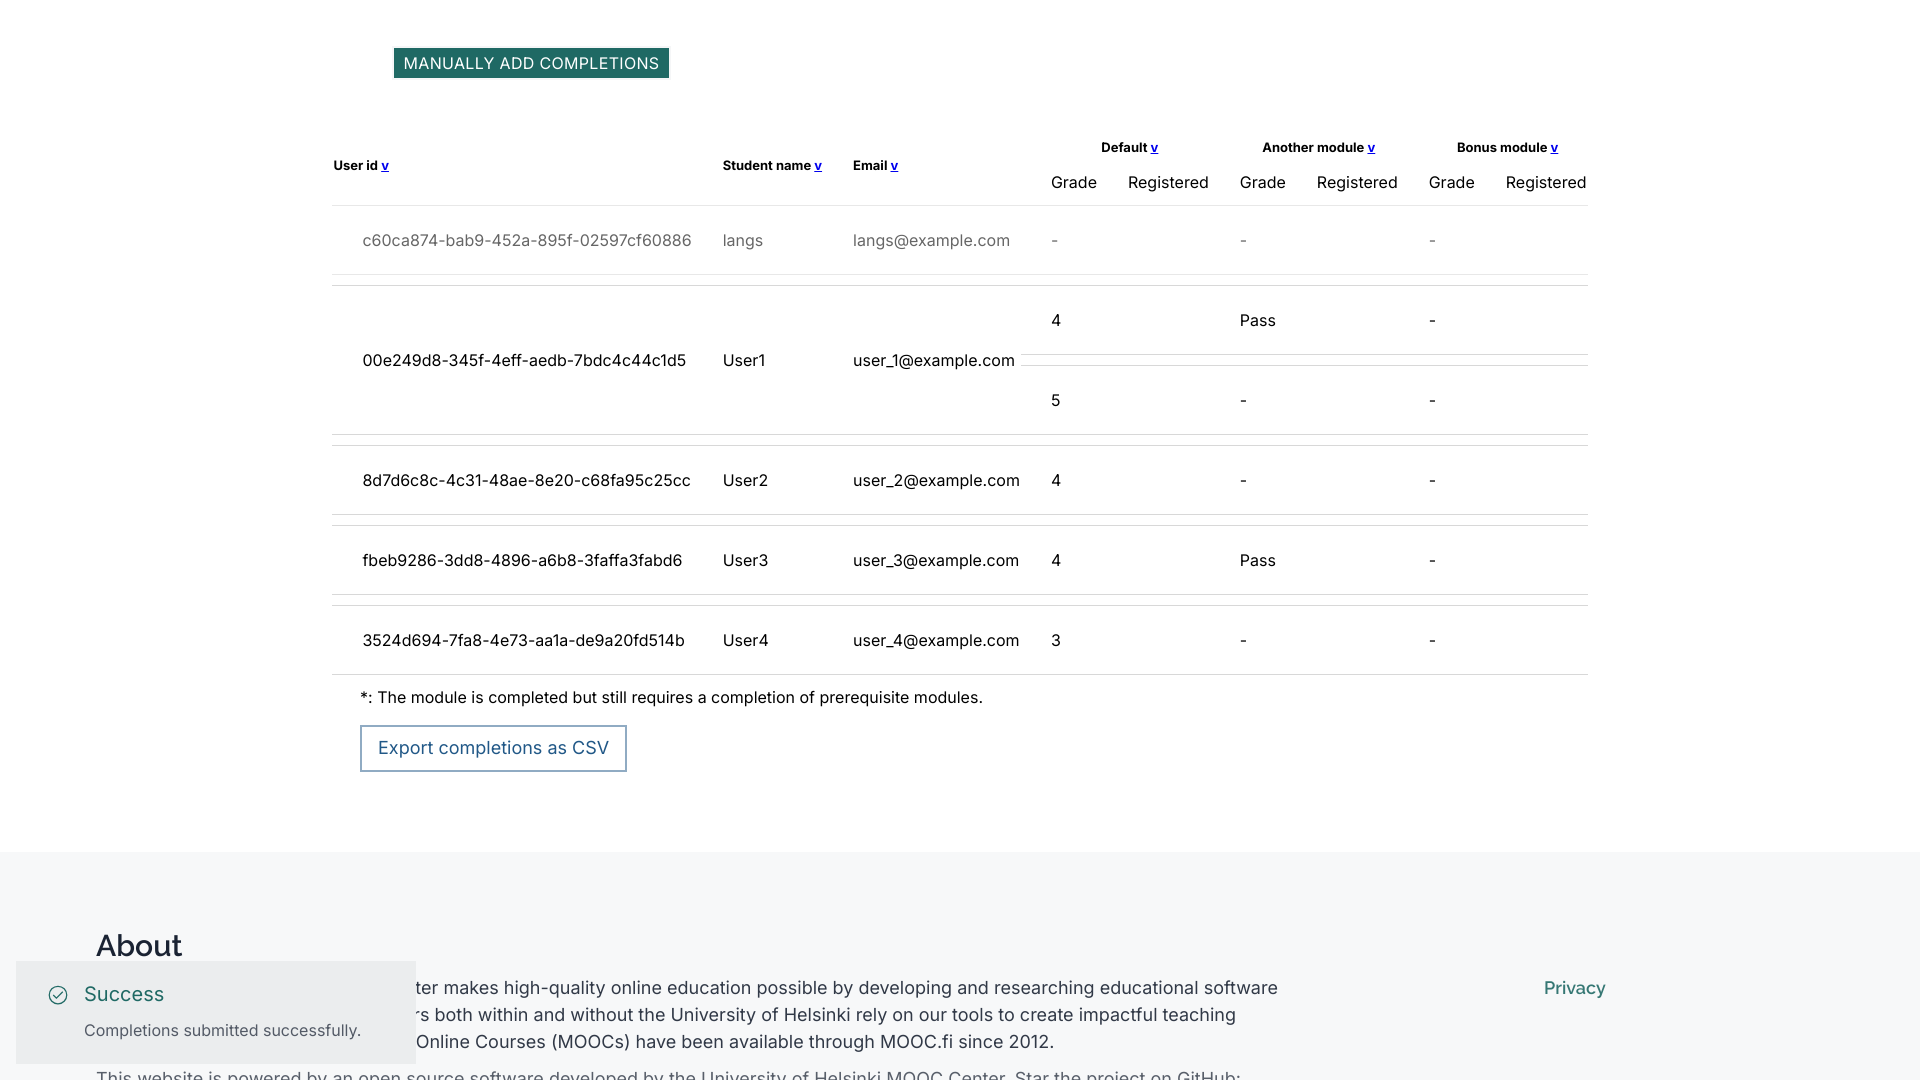 MANUALLY ADD COMPLETIONS
User id v Student name v Email v Default v Another module v Bonus module v
Grade Registered Grade Registered Grade Registered
c60ca874-bab9-452a-895f-02597cf60886 langs langs@example.com - - -
4 Pass -
00e249d8-345f-4eff-aedb-7bdc4c44c1d5 User1 user_1@example.com
5 - -
8d7d6c8c-4c31-48ae-8e20-c68fa95c25cc User2 user_2@example.com 4 - -
fbeb9286-3dd8-4896-a6b8-3faffa3fabd6 User3 user_3@example.com 4 Pass -
3524d694-7fa8-4e73-aa1a-de9a20fd514b User4 user_4@example.com 3 - -
*: The module is completed but still requires a completion of prerequisite modules.
Export completions as CSV
About
Success
Completions submitted successfully.
ter makes high-quality online education possible by developing and researching educational software
rs both within and without the University of Helsinki rely on our tools to create impactful teaching
Online Courses (MOOCs) have been available through MOOC.fi since 2012.
This website is powered by an open source software developed by the University of Helsinki MOOC Center. Star the project on GitHub:
Privacy